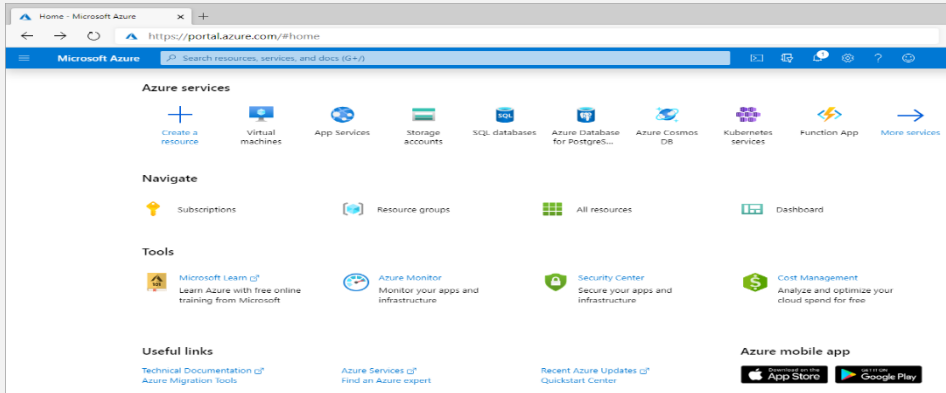 Home - Microsoft Azure
https://portal.azure.com/#home
Microsoft Azure
Search resources, services, and docs (G+/)
1
Azure services
Create a resource
Virtual machines
App Services
Storage accounts
SQL
SQL databases
Azure Database for PostgreS...
Azure Cosmos DB
Kubernetes services
Function App
More services
Navigate
Subscriptions
Resource groups
All resources
Dashboard
Tools
Microsoft Learn
Learn Azure with free online
training from Microsoft
Azure Monitor
Monitor your apps and
infrastructure
Security Center
Secure your apps and
infrastructure
Cost Management
Analyze and optimize your
cloud spend for free
Useful links
Technical Documentation
Azure Migration Tools
Azure Services
Find an Azure expert
Recent Azure Updates
Quickstart Center
Azure mobile app
Download on the
App Store
GET IT ON
Google Play